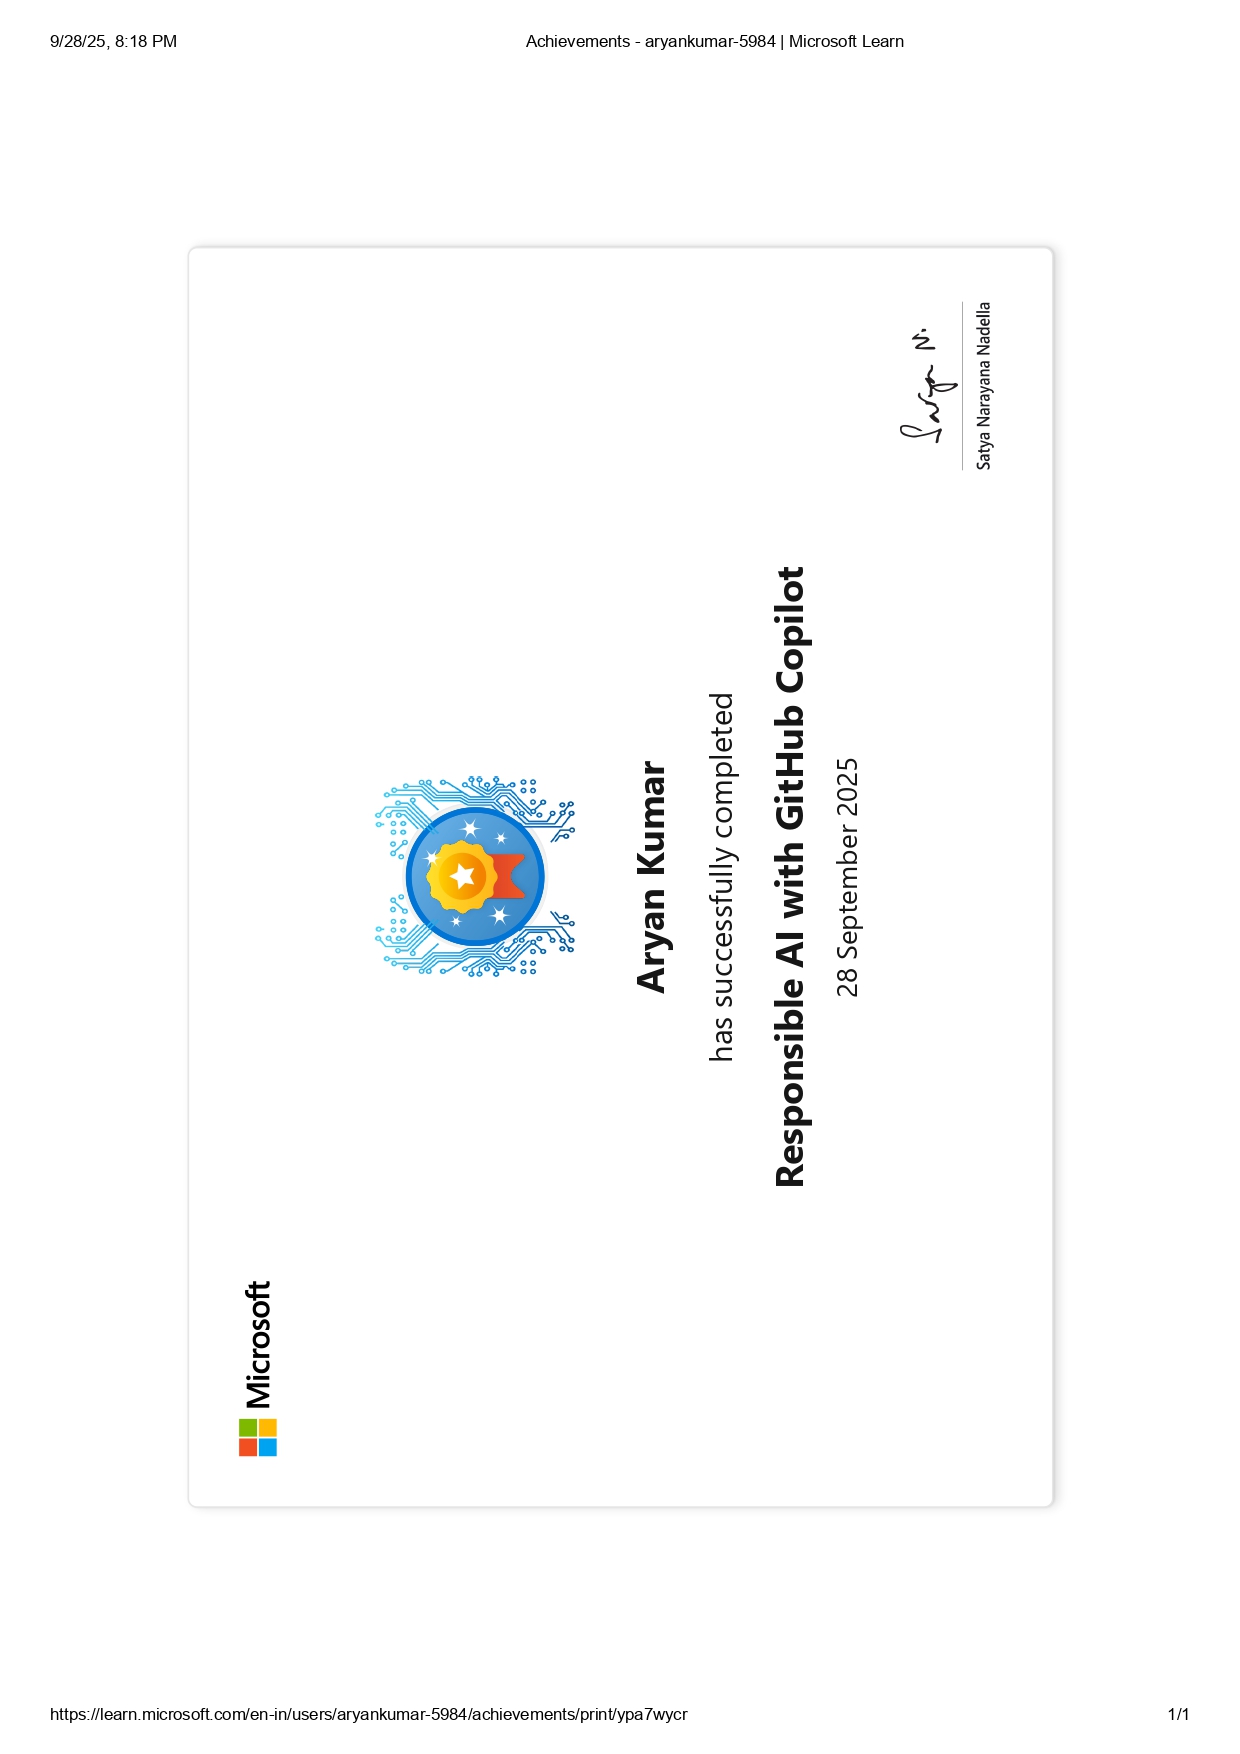 9/28/25, 8:18 PM
Achievements - aryankumar-5984 | Microsoft Learn
Microsoft
Aryan Kumar
has successfully completed
Responsible AI with GitHub Copilot
28 September 2025
Satya N.
Satya Narayana Nadella
https://learn.microsoft.com/en-in/users/aryankumar-5984/achievements/print/ypa7wycr
1/1